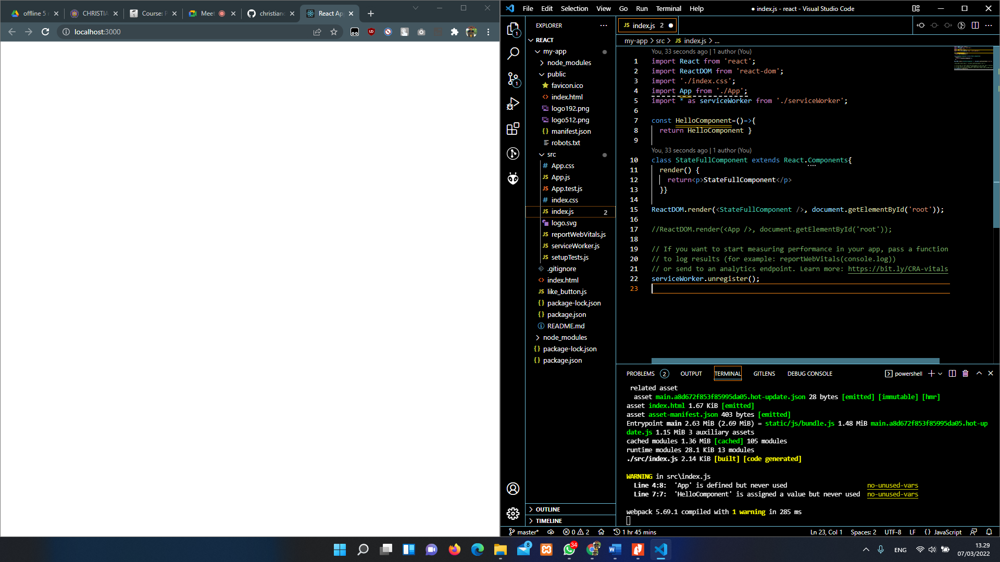 offline 5
CHRISTIA
Course: P
Meet
christianc
React Ap
localhost:3000
File Edit Selection View Go Run Terminal Help
● index.js - react - Visual Studio Code
EXPLORER
REACT
my-app
node_modules
public
favicon.ico
index.html
logo192.png
logo512.png
manifest.json
robots.txt
src
App.css
App.js
App.test.js
index.css
index.js 2
logo.svg
reportWebVitals.js
serviceWorker.js
setupTests.js
.gitignore
index.html
like_button.js
package-lock.json
package.json
README.md
node_modules
package-lock.json
package.json
OUTLINE
TIMELINE
JS index.js 2
my-app > src > JS index.js > ...
You, 33 seconds ago | 1 author (You)
1 import React from 'react';
2 import ReactDOM from 'react-dom';
3 import './index.css';
4 import App from './App';
5 import * as serviceWorker from './serviceWorker';
6
7 const HelloComponent=()=>{
8 return HelloComponent }
9
You, 33 seconds ago | 1 author (You)
10 class StateFullComponent extends React.Components{
11 render() {
12 return<p>StateFullComponent</p>
13 }}
14
15 ReactDOM.render(<StateFullComponent />, document.getElementById('root'));
16
17 //ReactDOM.render(<App />, document.getElementById('root'));
18
19 // If you want to start measuring performance in your app, pass a function
20 // to log results (for example: reportWebVitals(console.log))
21 // or send to an analytics endpoint. Learn more: https://bit.ly/CRA-vitals
22 serviceWorker.unregister();
23
PROBLEMS 2 OUTPUT TERMINAL GITLENS DEBUG CONSOLE
powershell
related asset
asset main.a8d672f853f85995da05.hot-update.json 28 bytes [emitted] [immutable] [hmr]
asset index.html 1.67 KiB [emitted]
asset asset-manifest.json 403 bytes [emitted]
Entrypoint main 2.63 MiB (2.69 MiB) = static/js/bundle.js 1.48 MiB main.a8d672f853f85995da05.hot-up
date.js 1.15 MiB 3 auxiliary assets
cached modules 1.36 MiB [cached] 105 modules
runtime modules 28.1 KiB 13 modules
./src/index.js 2.14 KiB [built] [code generated]
WARNING in src\index.js
Line 4:8: 'App' is defined but never used no-unused-vars
Line 7:7: 'HelloComponent' is assigned a value but never used no-unused-vars
webpack 5.69.1 compiled with 1 warning in 285 ms
master* 0 2 1 hr 45 mins
Ln 23, Col 1 Spaces: 2 UTF-8 LF {} JavaScript
8
34
ENG
13.29
07/03/2022